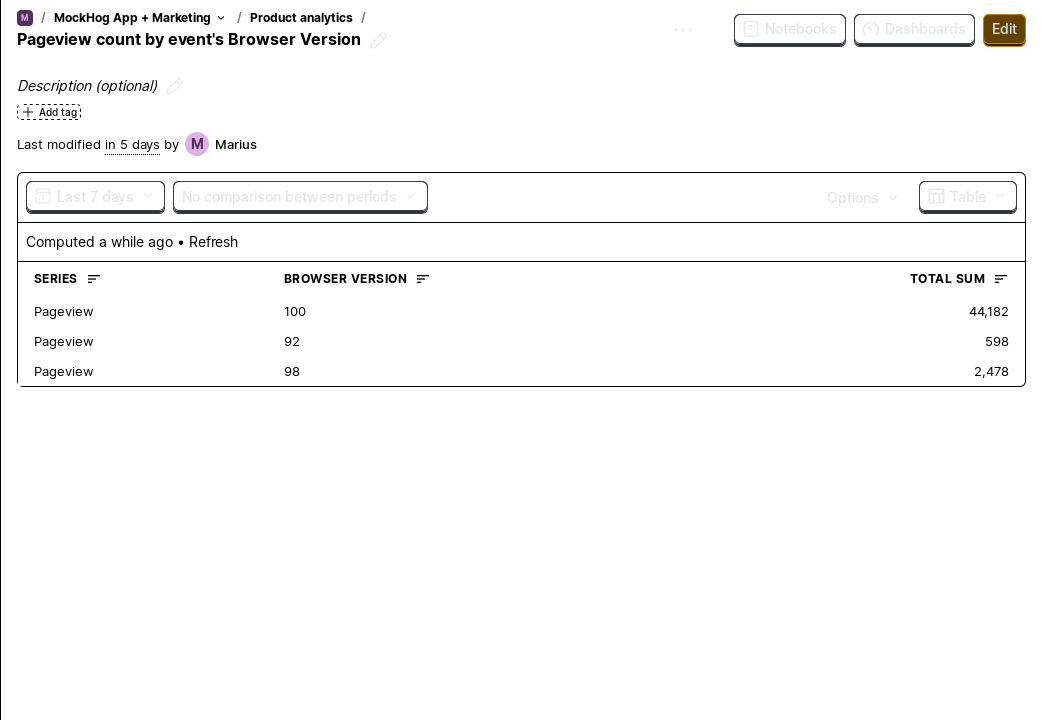 M / MockHog App + Marketing / Product analytics /
Pageview count by event's Browser Version
Notebooks
Dashboards
Edit
Description (optional)
Add tag
Last modified in 5 days by M Marius
Last 7 days
No comparison between periods
Options
Table
Computed a while ago • Refresh
SERIES BROWSER VERSION TOTAL SUM
Pageview 100 44,182
Pageview 92 598
Pageview 98 2,478